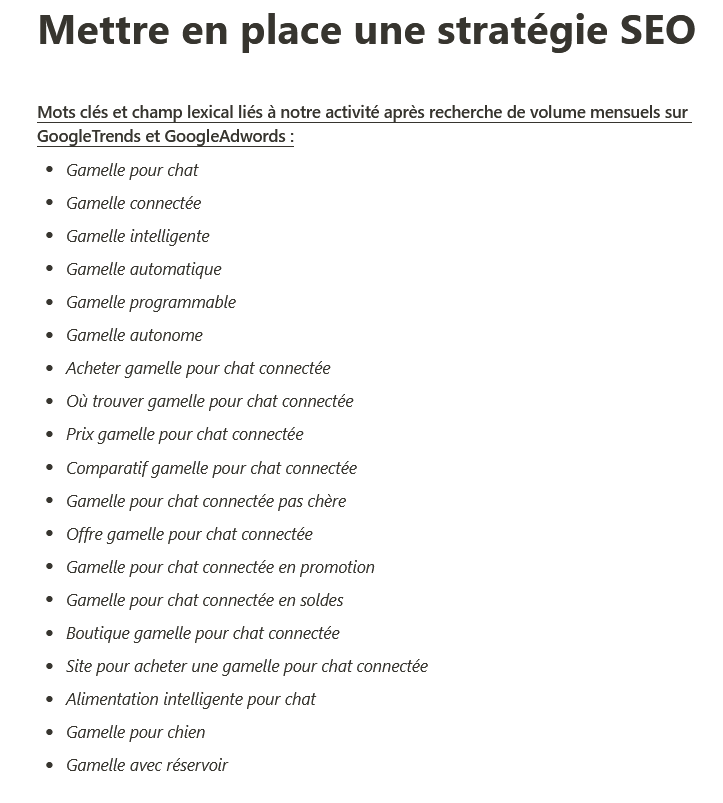 Mettre en place une stratégie SEO
Mots clés et champ lexical liés à notre activité après recherche de volume mensuels sur
GoogleTrends et GoogleAdwords :
• Gamelle pour chat
• Gamelle connectée
• Gamelle intelligente
• Gamelle automatique
• Gamelle programmable
• Gamelle autonome
• Acheter gamelle pour chat connectée
• Où trouver gamelle pour chat connectée
• Prix gamelle pour chat connectée
• Comparatif gamelle pour chat connectée
• Gamelle pour chat connectée pas chère
• Offre gamelle pour chat connectée
• Gamelle pour chat connectée en promotion
• Gamelle pour chat connectée en soldes
• Boutique gamelle pour chat connectée
• Site pour acheter une gamelle pour chat connectée
• Alimentation intelligente pour chat
• Gamelle pour chien
• Gamelle avec réservoir